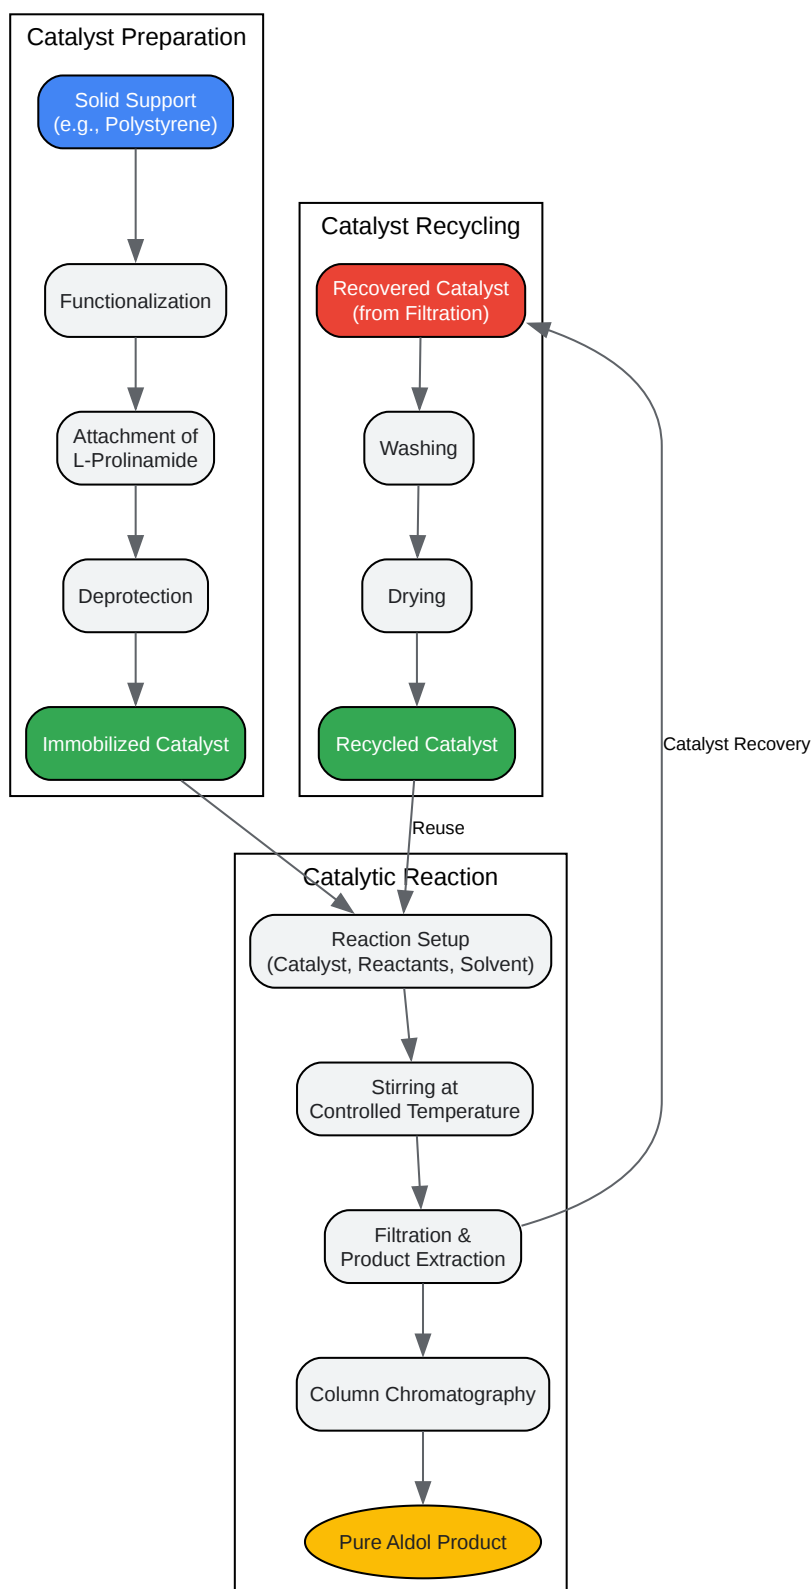 Catalyst Preparation
Solid Support
(e.g., Polystyrene)
Functionalization
Attachment of
L-Prolinamide
Deprotection
Immobilized Catalyst
Catalyst Recycling
Recovered Catalyst
(from Filtration)
Washing
Drying
Recycled Catalyst
Catalyst Recovery
Reuse
Catalytic Reaction
Reaction Setup
(Catalyst, Reactants, Solvent)
Stirring at
Controlled Temperature
Filtration &
Product Extraction
Column Chromatography
Pure Aldol Product